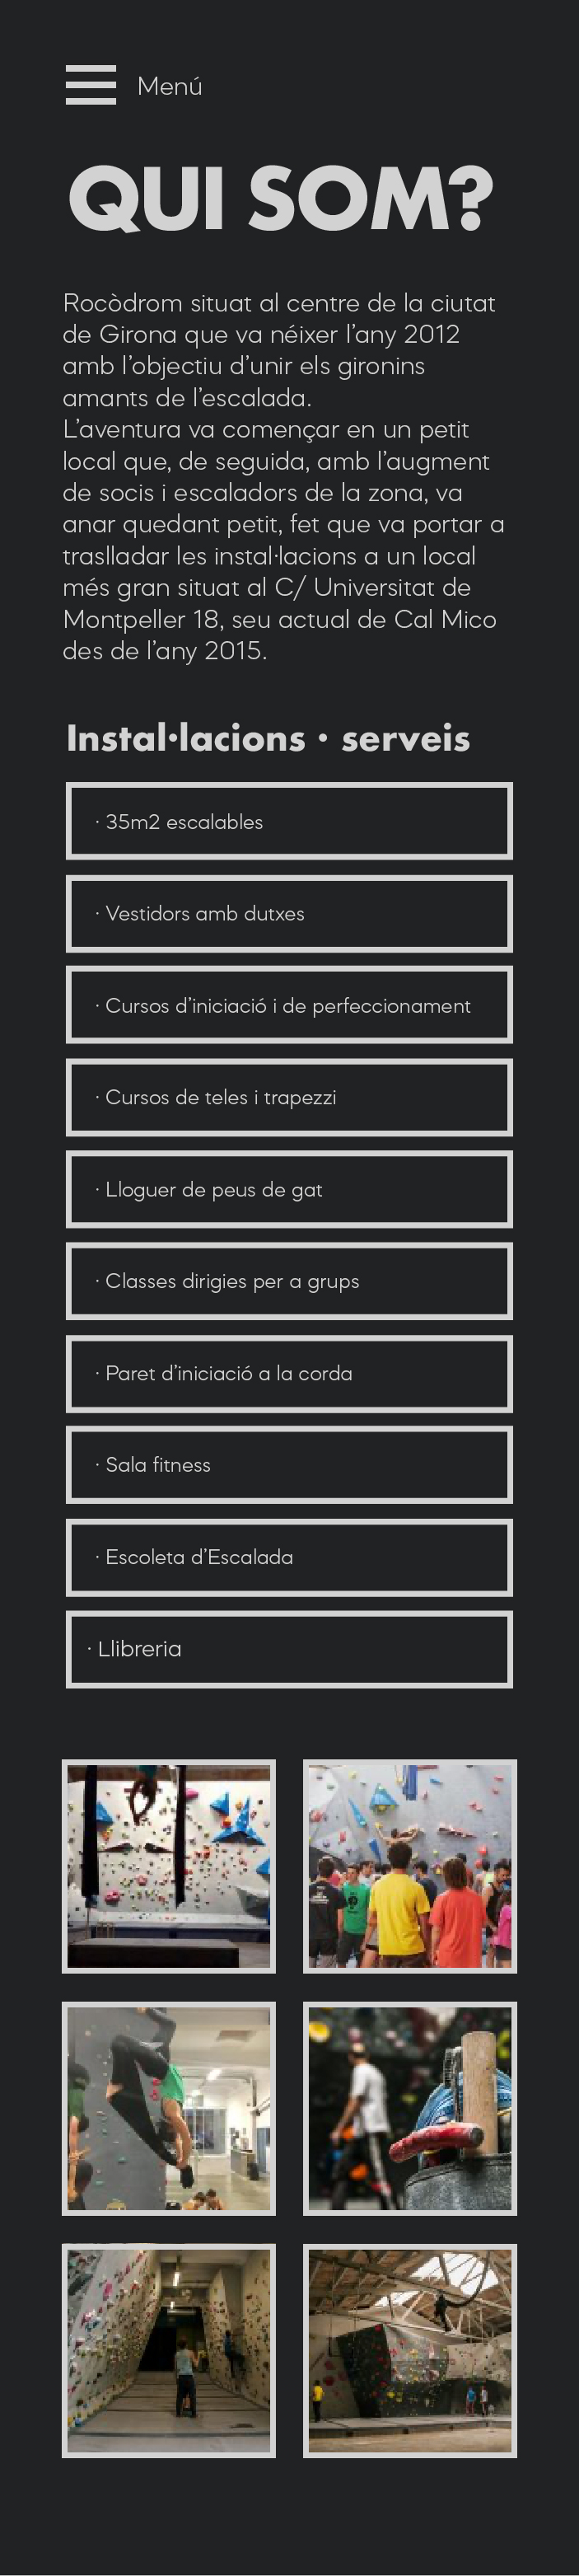 Menú
QUI SOM?
Rocòdrom situat al centre de la ciutat
de Girona que va néixer l’any 2012
amb l’objectiu d’unir els gironins
amants de l’escalada.
L’aventura va començar en un petit
local que, de seguida, amb l’augment
de socis i escaladors de la zona, va
anar quedant petit, fet que va portar a
traslladar les instal·lacions a un local
més gran situat al C/ Universitat de
Montpeller 18, seu actual de Cal Mico
des de l’any 2015.
Instal·lacions · serveis
· 35m2 escalables
· Vestidors amb dutxes
· Cursos d’iniciació i de perfeccionament
· Cursos de teles i trapezzi
· Lloguer de peus de gat
· Classes dirigies per a grups
· Paret d’iniciació a la corda
· Sala fitness
· Escoleta d’Escalada
· Llibreria